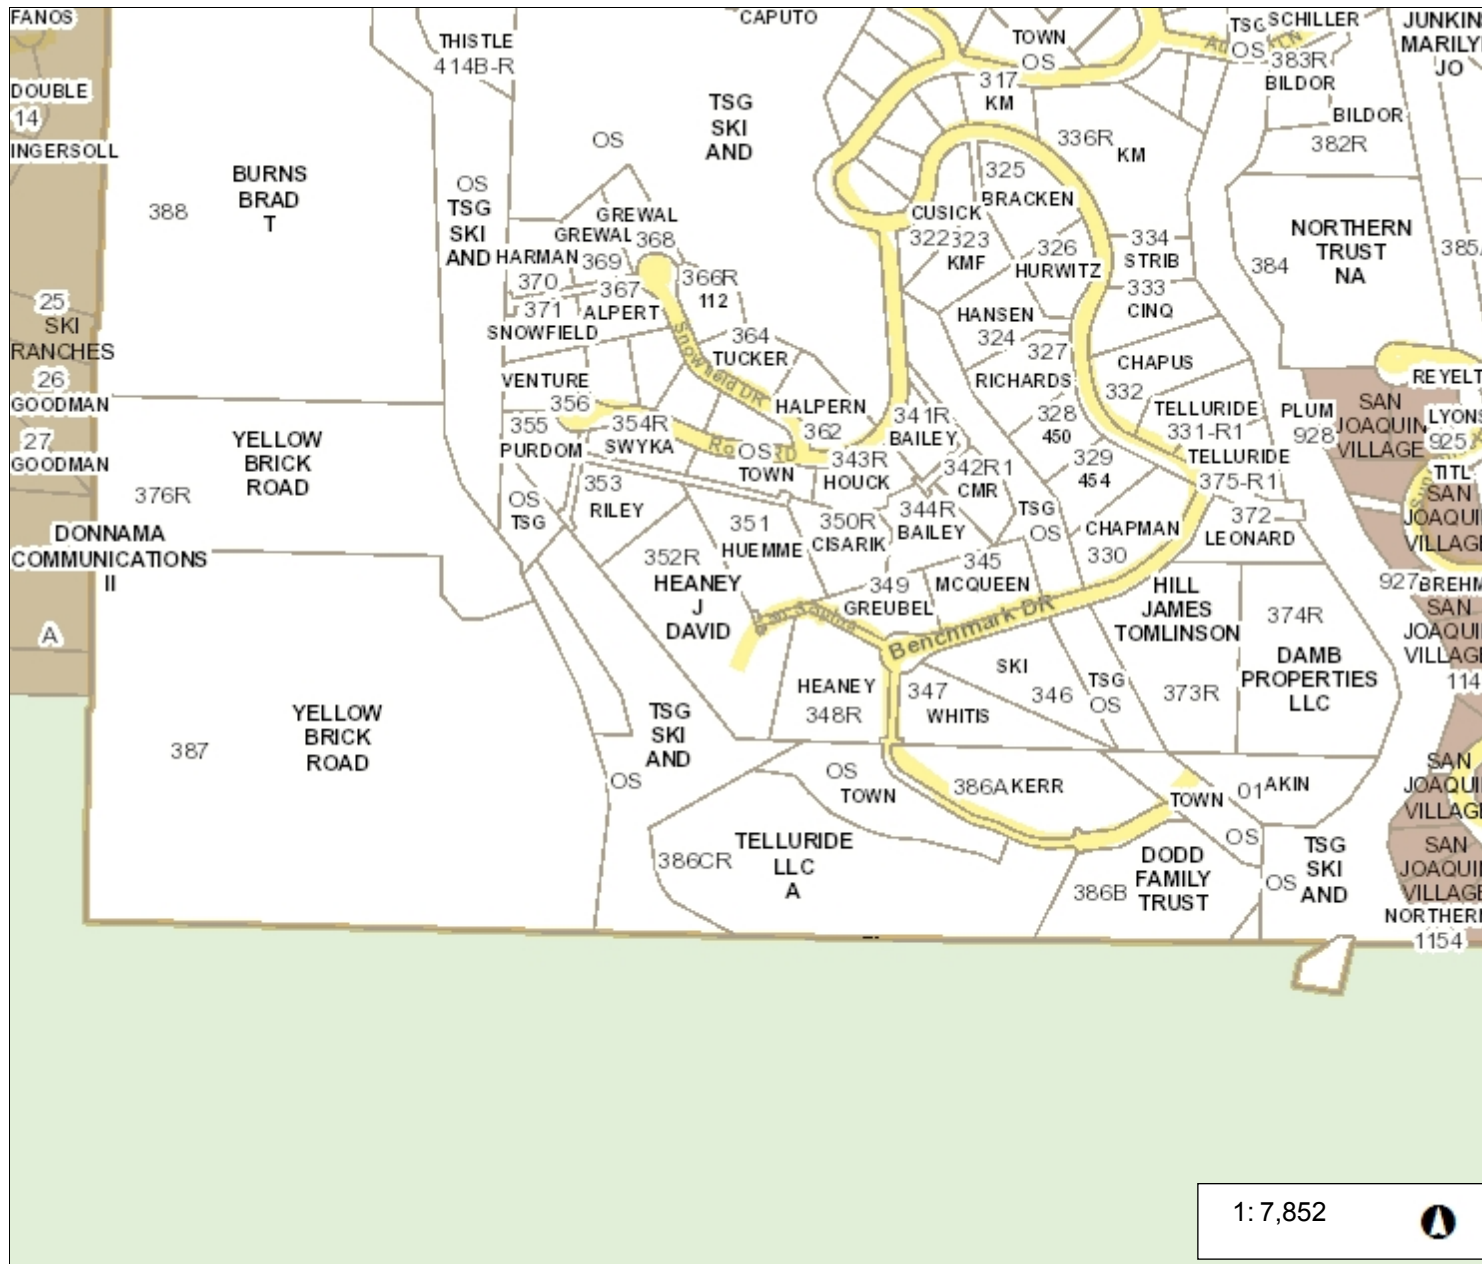 FANOS
DOUBLE
14
INGERSOLL
25
SKI
RANCHES
26
GOODMAN
27
GOODMAN
DONNAMA
COMMUNICATIONS
II
A
388
BURNS
BRAD
T
YELLOW
BRICK
ROAD
376R
387
YELLOW
BRICK
ROAD
THISTLE
414B-R
OS
TSG
SKI
AND
OS
TSG
SKI
AND
CAPUTO
GREWAL
368
GREWAL
369
HARMAN
370
371
SNOWFIELD
367
ALPERT
366R
112
364
TUCKER
Snowfield DR
VENTURE
356
355
PURDOM
354R
SWYKA
HALPERN
362
OS
TOWN
OS
TSG
353
RILEY
343R
HOUCK
341R
BAILEY
342R1
CMR
344R
BAILEY
350R
CISARIK
351
HUEMME
352R
HEANEY
J
DAVID
349
GREUBEL
345
MCQUEEN
Benchmark DR
HEANEY
348R
347
WHITIS
SKI
346
TSG
OS
TSG
OS
TSG
SKI
AND
OS
OS
TOWN
386A KERR
386CR
TELLURIDE
LLC
A
386B
DODD
FAMILY
TRUST
TOWN
OS
01 AKIN
OS
TSG
SKI
AND
TOWN
OS
317
KM
336R
KM
325
BRACKEN
CUSICK
322
323
KMF
326
HURWITZ
334
STRIB
333
CINQ
HANSEN
324
327
RICHARDS
CHAPUS
332
328
450
329
454
TELLURIDE
331-R1
TELLURIDE
375-R1
CHAPMAN
330
372
LEONARD
HILL
JAMES
TOMLINSON
373R
374R
DAMB
PROPERTIES
LLC
TSG
OS
SCHILLER
383R
BILDOR
BILDOR
382R
NORTHERN
TRUST
NA
384
385
JUNKIN
MARILY
JO
REYELT
PLUM
928
SAN
JOAQUIN
VILLAGE
LYONS
925
TITL
SAN
JOAQUI
VILLAG
927
BREHM
SAN
JOAQUI
VILLAG
114
SAN
JOAQUI
VILLAG
SAN
JOAQUI
VILLAGE
NORTHER
1154
1: 7,852